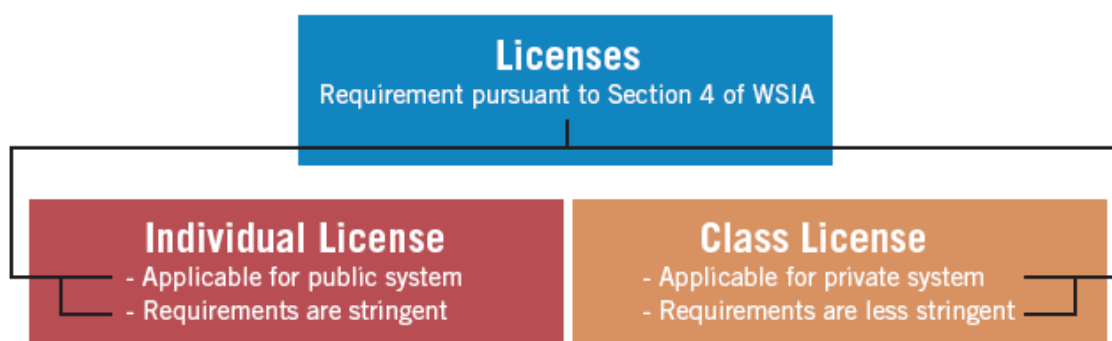 Licenses
Requirement pursuant to Section 4 of WSIA
Individual License
- Applicable for public system
- Requirements are stringent
Class License
- Applicable for private system
- Requirements are less stringent